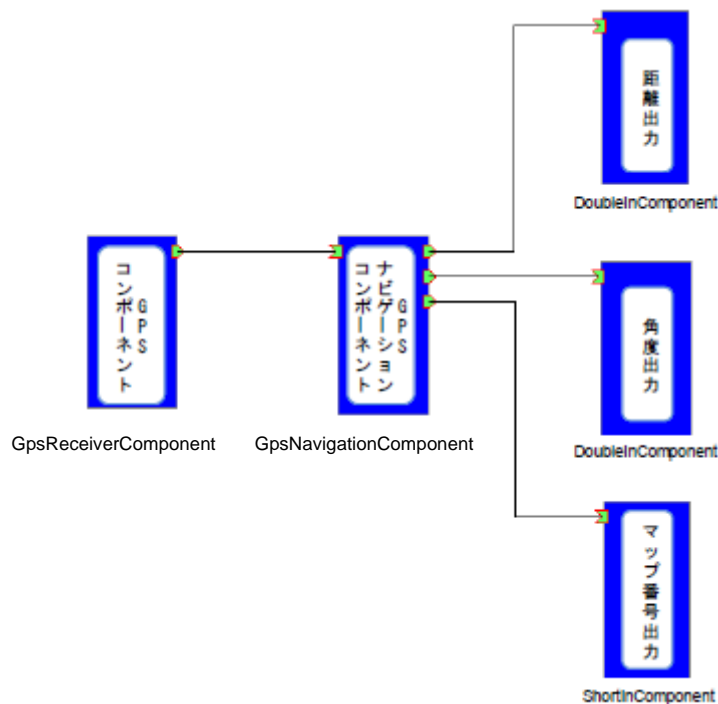 距離出力
DoubleInComponent
GPS
コンポーネント
GpsReceiverComponent
GPS
ナビゲーション
コンポーネント
GpsNavigationComponent
角度出力
DoubleInComponent
マップ番号出力
ShortInComponent